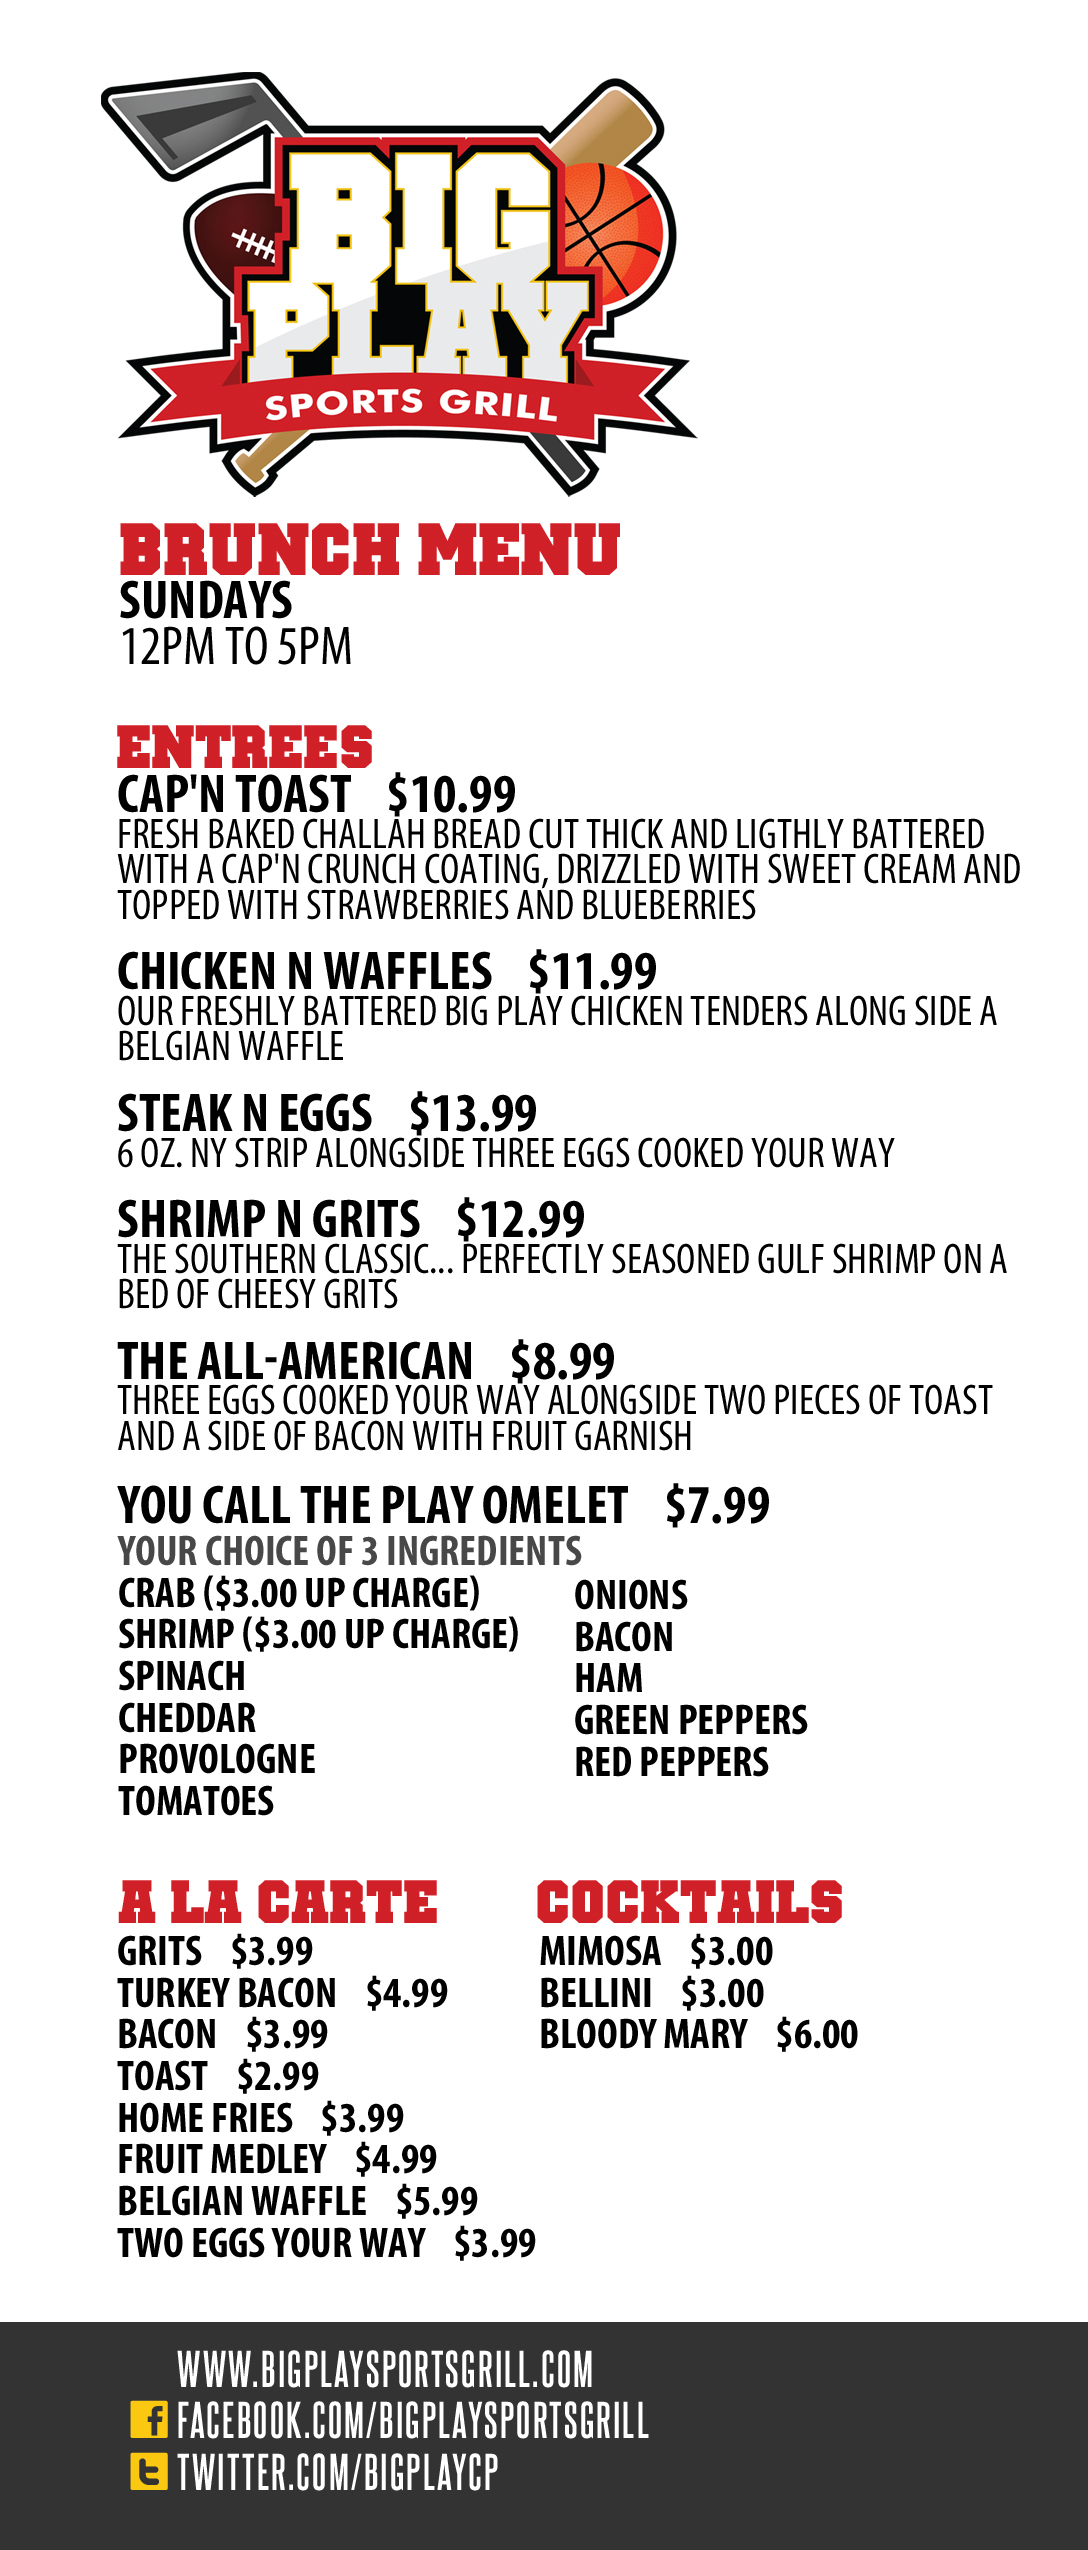 BIG
PLAY
SPORTS GRILL
BRUNCH MENU
SUNDAYS
12PM TO 5PM
ENTREES
CAP'N TOAST $10.99
FRESH BAKED CHALLAH BREAD CUT THICK AND LIGTHLY BATTERED
WITH A CAP'N CRUNCH COATING, DRIZZLED WITH SWEET CREAM AND
TOPPED WITH STRAWBERRIES AND BLUEBERRIES
CHICKEN N WAFFLES $11.99
OUR FRESHLY BATTERED BIG PLAY CHICKEN TENDERS ALONG SIDE A
BELGIAN WAFFLE
STEAK N EGGS $13.99
6 OZ. NY STRIP ALONGSIDE THREE EGGS COOKED YOUR WAY
SHRIMP N GRITS $12.99
THE SOUTHERN CLASSIC... PERFECTLY SEASONED GULF SHRIMP ON A
BED OF CHEESY GRITS
THE ALL-AMERICAN $8.99
THREE EGGS COOKED YOUR WAY ALONGSIDE TWO PIECES OF TOAST
AND A SIDE OF BACON WITH FRUIT GARNISH
YOU CALL THE PLAY OMELET $7.99
YOUR CHOICE OF 3 INGREDIENTS
CRAB ($3.00 UP CHARGE)
SHRIMP ($3.00 UP CHARGE)
SPINACH
CHEDDAR
PROVOLOGNE
TOMATOES
ONIONS
BACON
HAM
GREEN PEPPERS
RED PEPPERS
A LA CARTE
GRITS $3.99
TURKEY BACON $4.99
BACON $3.99
TOAST $2.99
HOME FRIES $3.99
FRUIT MEDLEY $4.99
BELGIAN WAFFLE $5.99
TWO EGGS YOUR WAY $3.99
COCKTAILS
MIMOSA $3.00
BELLINI $3.00
BLOODY MARY $6.00
WWW.BIGPLAYSPORTSGRILL.COM
FACEBOOK.COM/BIGPLAYSPORTSGRILL
TWITTER.COM/BIGPLAYCP